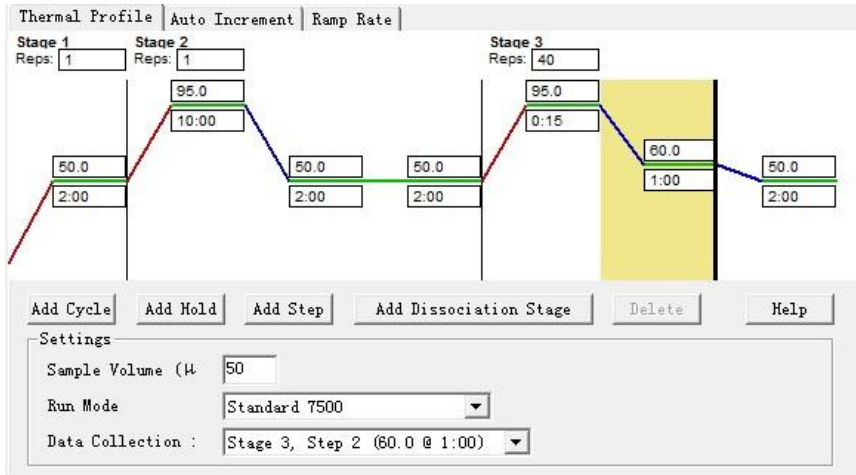 Thermal Profile Auto Increment Ramp Rate
Stage 1 Stage 2 Stage 3
Reps: 1 Reps: 1 Reps: 40
95.0 95.0
10:00 0:15
60.0
50.0 50.0 50.0 50.0
1:00
2:00 2:00 2:00 2:00
Add Cycle Add Hold Add Step Add Dissociation Stage Delete Help
Settings
Sample Volume (µ 50
Run Mode Standard 7500
Data Collection : Stage 3, Step 2 (60.0 @ 1:00)